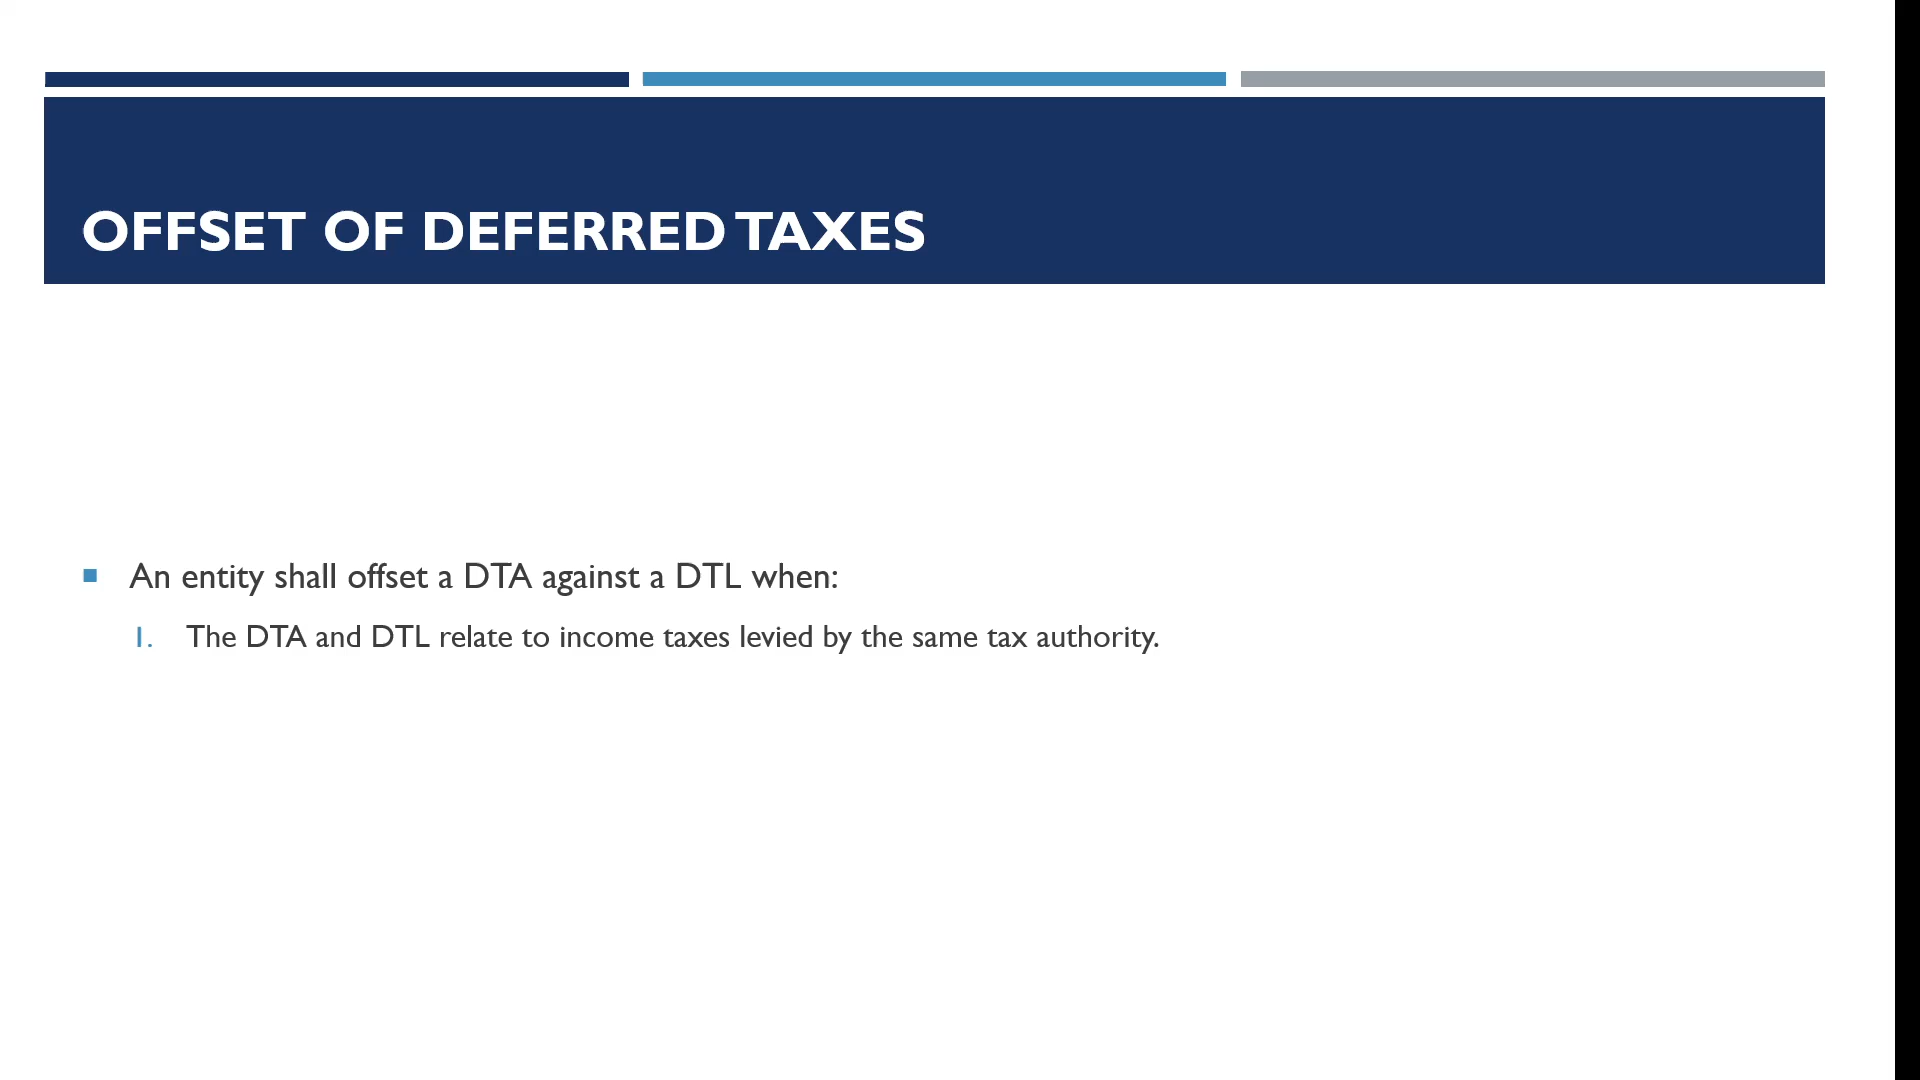 OFFSET OF DEFERRED TAXES
▪ An entity shall offset a DTA against a DTL when:
1. The DTA and DTL relate to income taxes levied by the same tax authority.